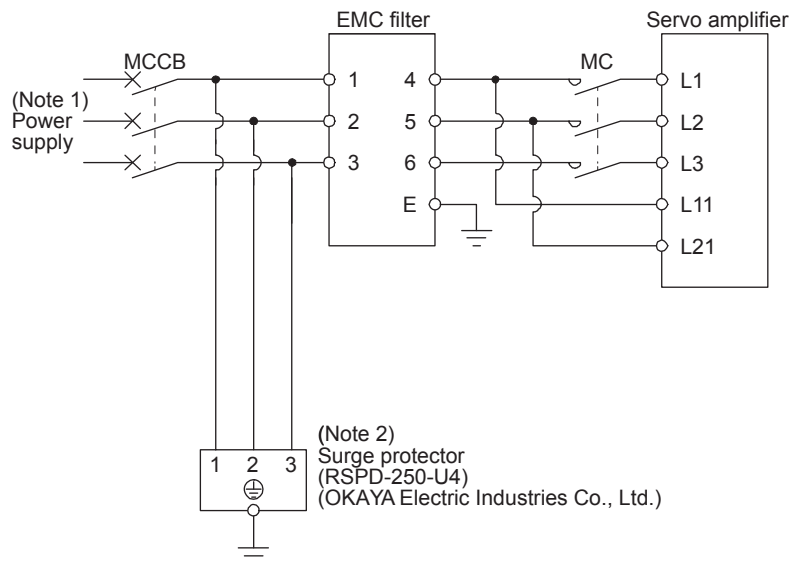 EMC filter
Servo amplifier
MCCB
MC
(Note 1)
Power
supply
1
4
L1
2
5
L2
3
6
L3
E
L11
L21
(Note 2)
Surge protector
(RSPD-250-U4)
(OKAYA Electric Industries Co., Ltd.)
1 2 3